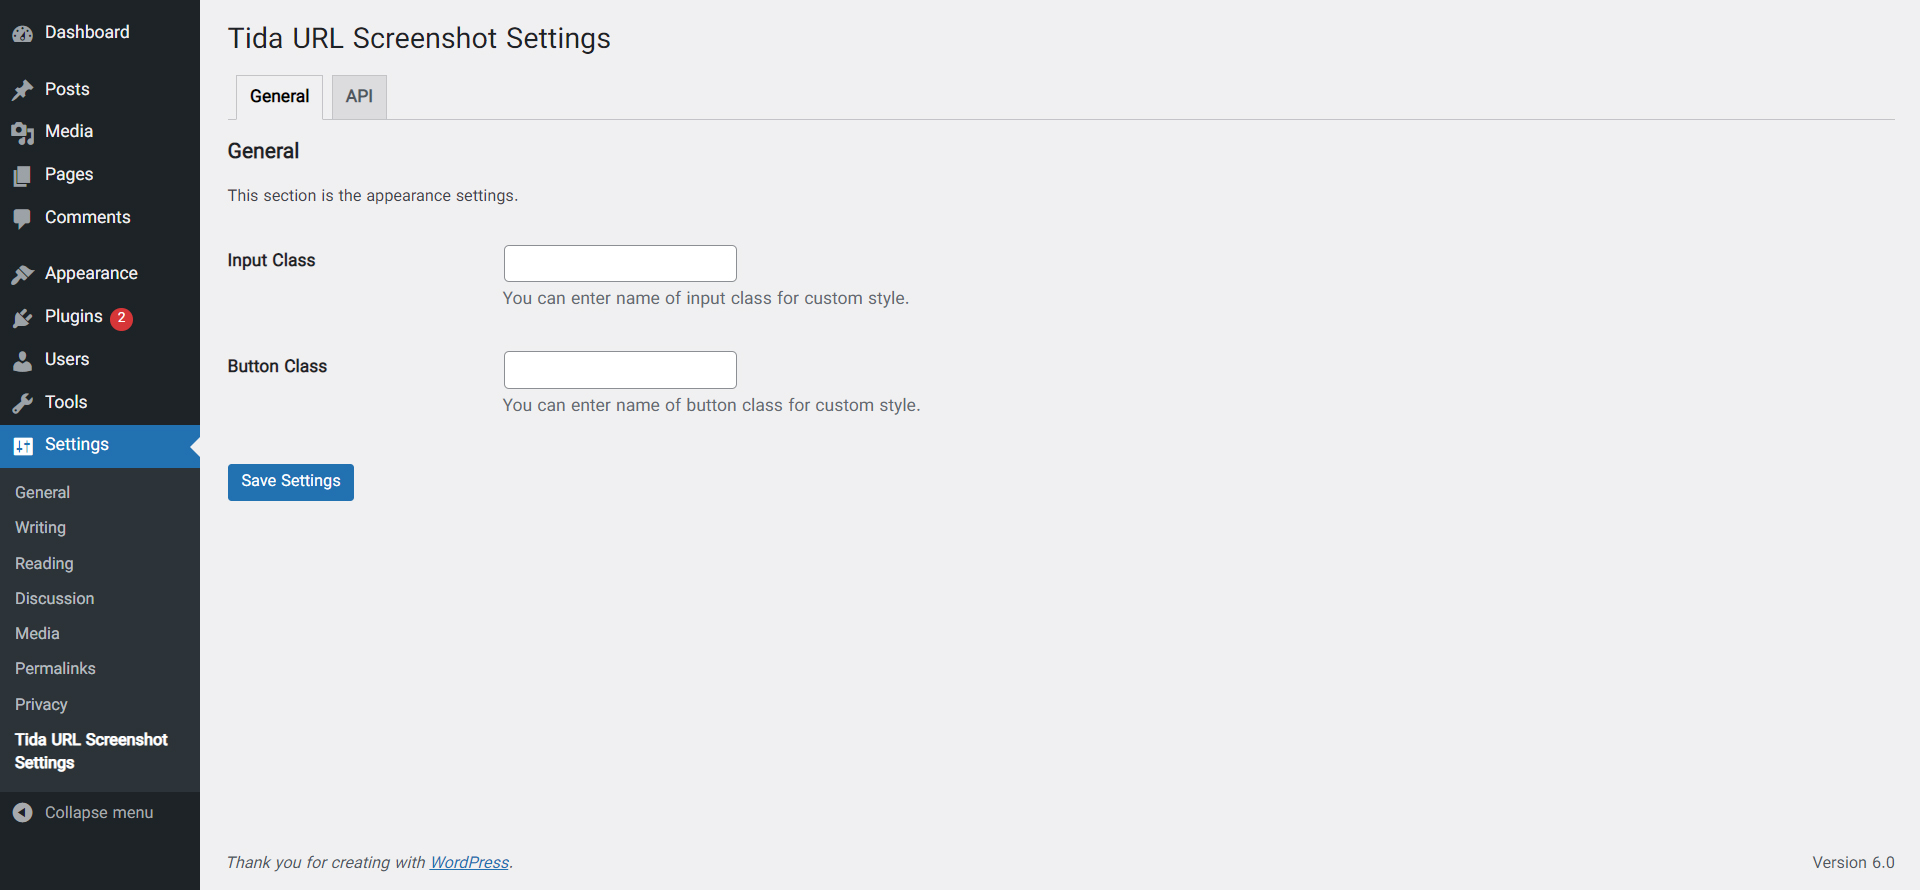 Dashboard
Posts
Media
Pages
Comments
Appearance
Plugins 2
Users
Tools
Settings
General
Writing
Reading
Discussion
Media
Permalinks
Privacy
Tida URL Screenshot
Settings
Collapse menu
Tida URL Screenshot Settings
General API
General
This section is the appearance settings.
Input Class
You can enter name of input class for custom style.
Button Class
You can enter name of button class for custom style.
Save Settings
Thank you for creating with WordPress.
Version 6.0